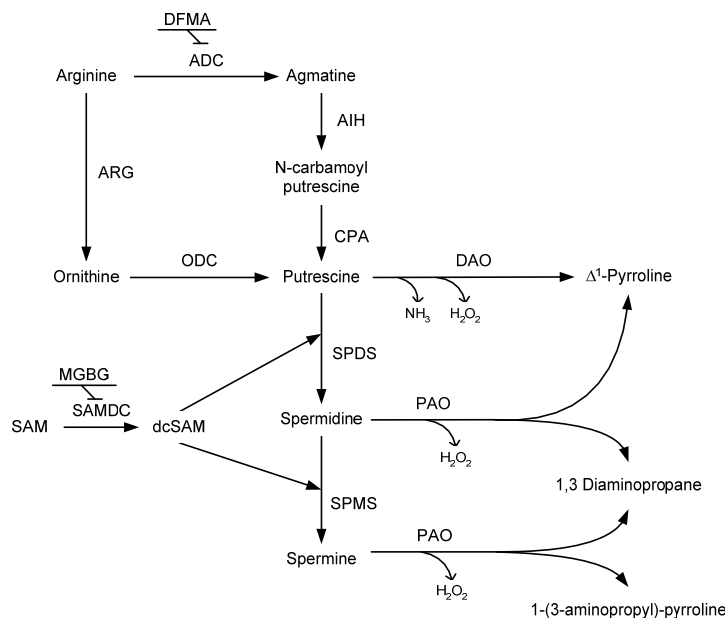 DFMA
ADC
Arginine
Agmatine
AIH
ARG
N-carbamoyl
putrescine
CPA
Ornithine
ODC
Putrescine
DAO
Δ¹-Pyrroline
NH₃
H₂O₂
SPDS
MGBG
SAMDC
SAM
dcSAM
Spermidine
PAO
H₂O₂
1,3 Diaminopropane
SPMS
Spermine
PAO
H₂O₂
1-(3-aminopropyl)-pyrroline